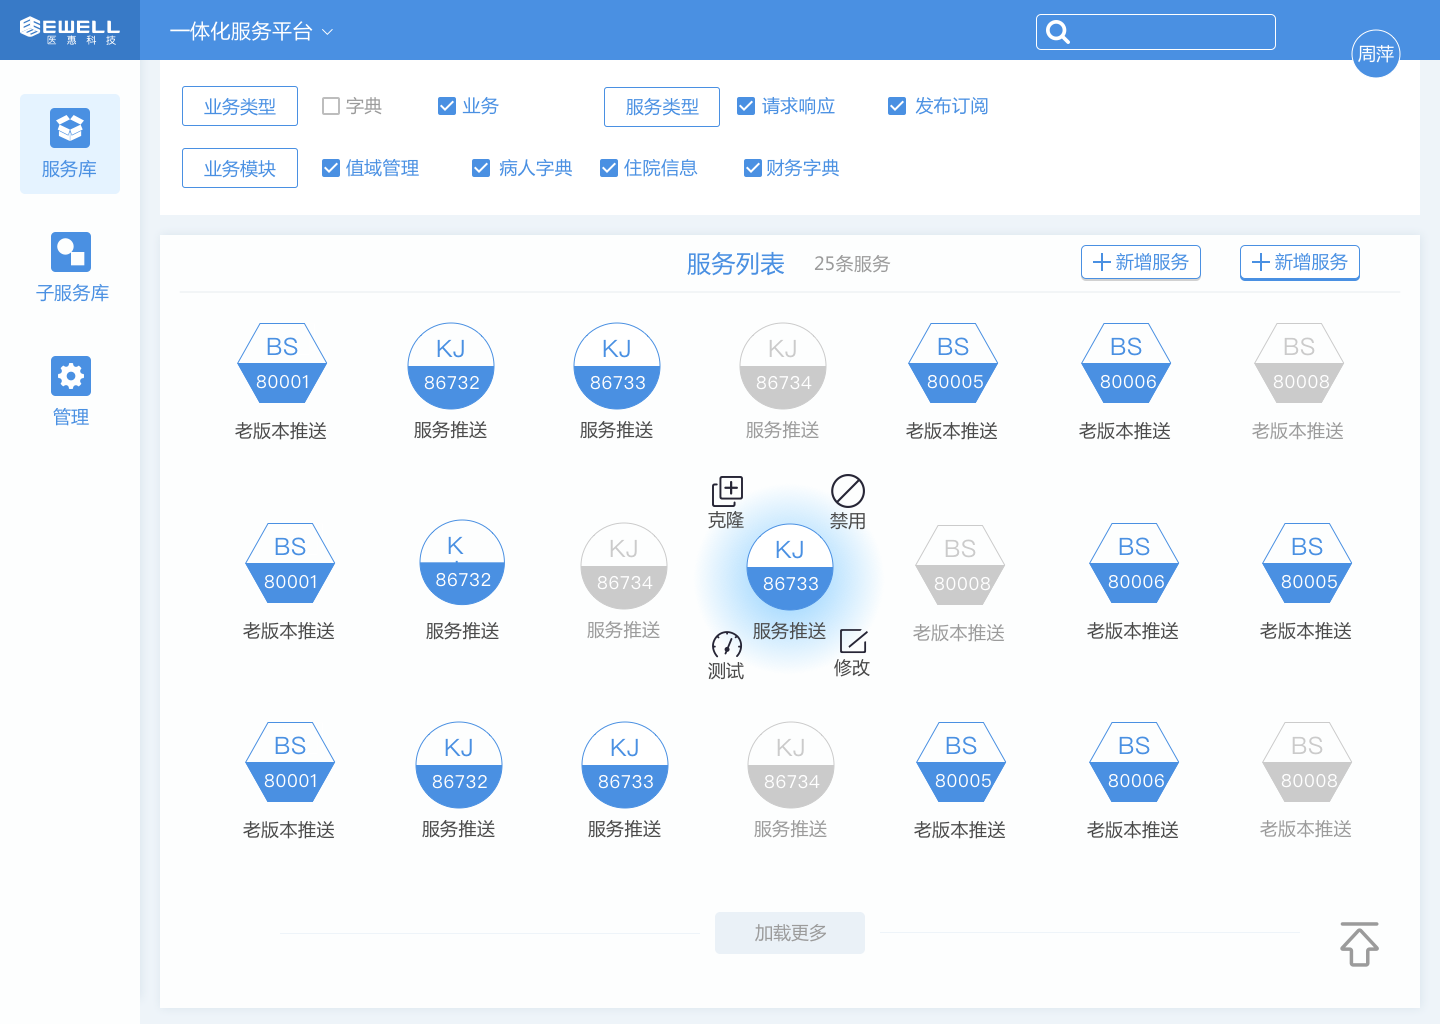 EWELL
医惠科技
一体化服务平台
周萍
业务类型 字典 业务 服务类型 请求响应 发布订阅
业务模块 值域管理 病人字典 住院信息 财务字典
服务库
子服务库
管理
服务列表 25条服务 新增服务 新增服务
BS KJ KJ KJ BS BS BS
80001 86732 86733 86734 80005 80006 80008
老版本推送 服务推送 服务推送 服务推送 老版本推送 老版本推送 老版本推送
克隆 禁用
BS K KJ KJ BS BS BS
80001 86732 86734 86733 80008 80006 80005
老版本推送 服务推送 服务推送 服务推送 老版本推送 老版本推送 老版本推送
测试 修改
BS KJ KJ KJ BS BS BS
80001 86732 86733 86734 80005 80006 80008
老版本推送 服务推送 服务推送 服务推送 老版本推送 老版本推送 老版本推送
加载更多